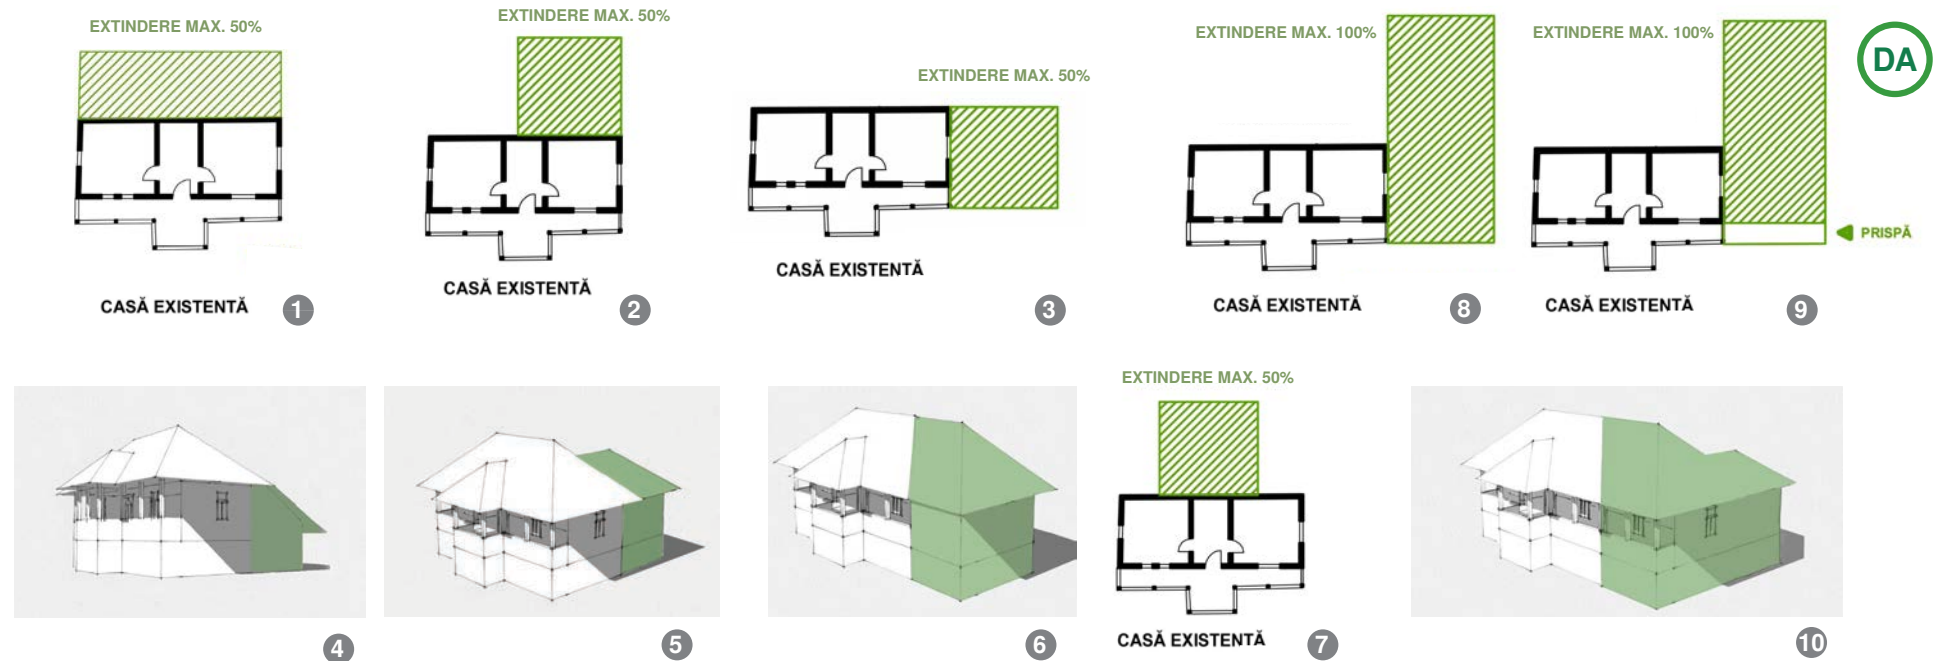 EXTINDERE MAX. 50%
EXTINDERE MAX. 50%
EXTINDERE MAX. 50%
EXTINDERE MAX. 100%
EXTINDERE MAX. 100%
DA
PRISPĂ
CASĂ EXISTENTĂ
1
CASĂ EXISTENTĂ
2
CASĂ EXISTENTĂ
3
CASĂ EXISTENTĂ
8
CASĂ EXISTENTĂ
9
EXTINDERE MAX. 50%
4
5
6
CASĂ EXISTENTĂ
7
10